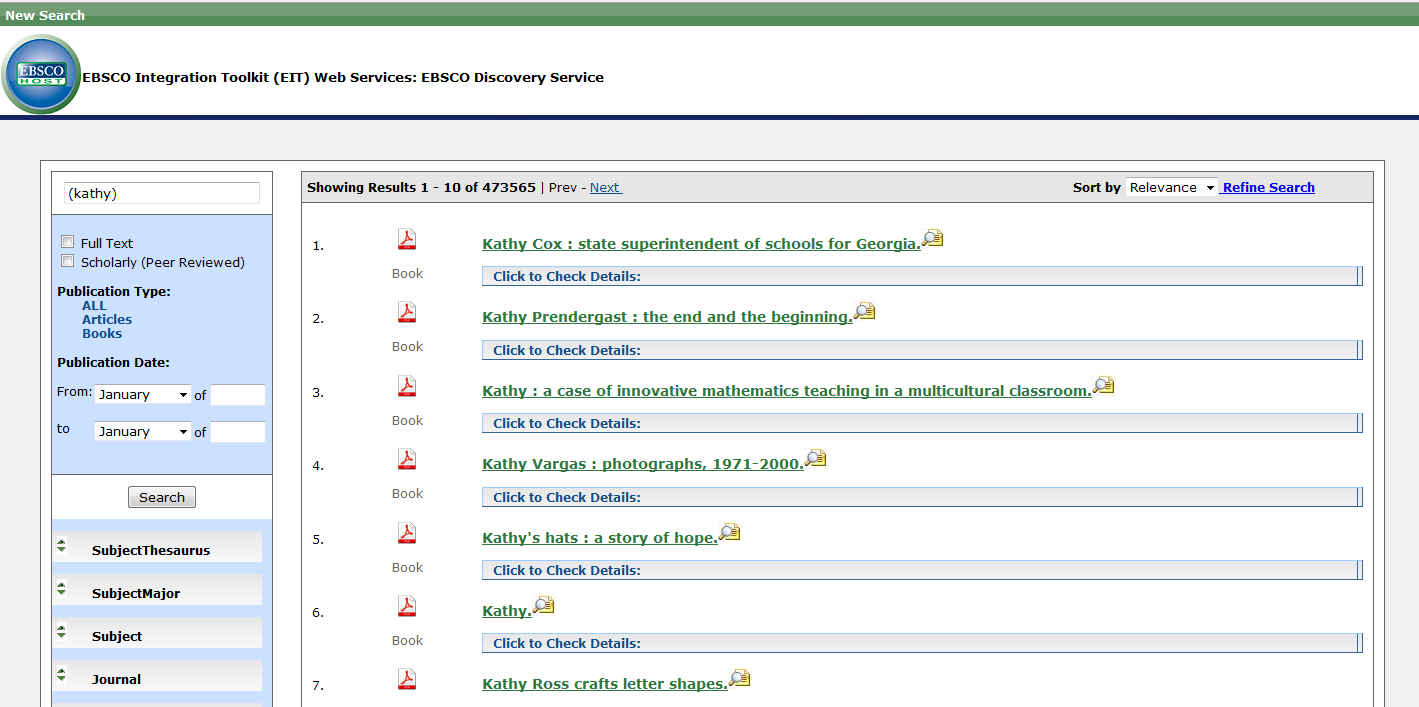 New Search
EBSCO
HOST
EBSCO Integration Toolkit (EIT) Web Services: EBSCO Discovery Service
(kathy)
Full Text
Scholarly (Peer Reviewed)
Publication Type:
ALL
Articles
Books
Publication Date:
From: January of
to January of
Search
SubjectThesaurus
SubjectMajor
Subject
Journal
Showing Results 1 - 10 of 473565 | Prev - Next Sort by Relevance Refine Search
1. Kathy Cox : state superintendent of schools for Georgia.
Book Click to Check Details:
2. Kathy Prendergast : the end and the beginning.
Book Click to Check Details:
3. Kathy : a case of innovative mathematics teaching in a multicultural classroom.
Book Click to Check Details:
4. Kathy Vargas : photographs, 1971-2000.
Book Click to Check Details:
5. Kathy's hats : a story of hope.
Book Click to Check Details:
6. Kathy.
Book Click to Check Details:
7. Kathy Ross crafts letter shapes.